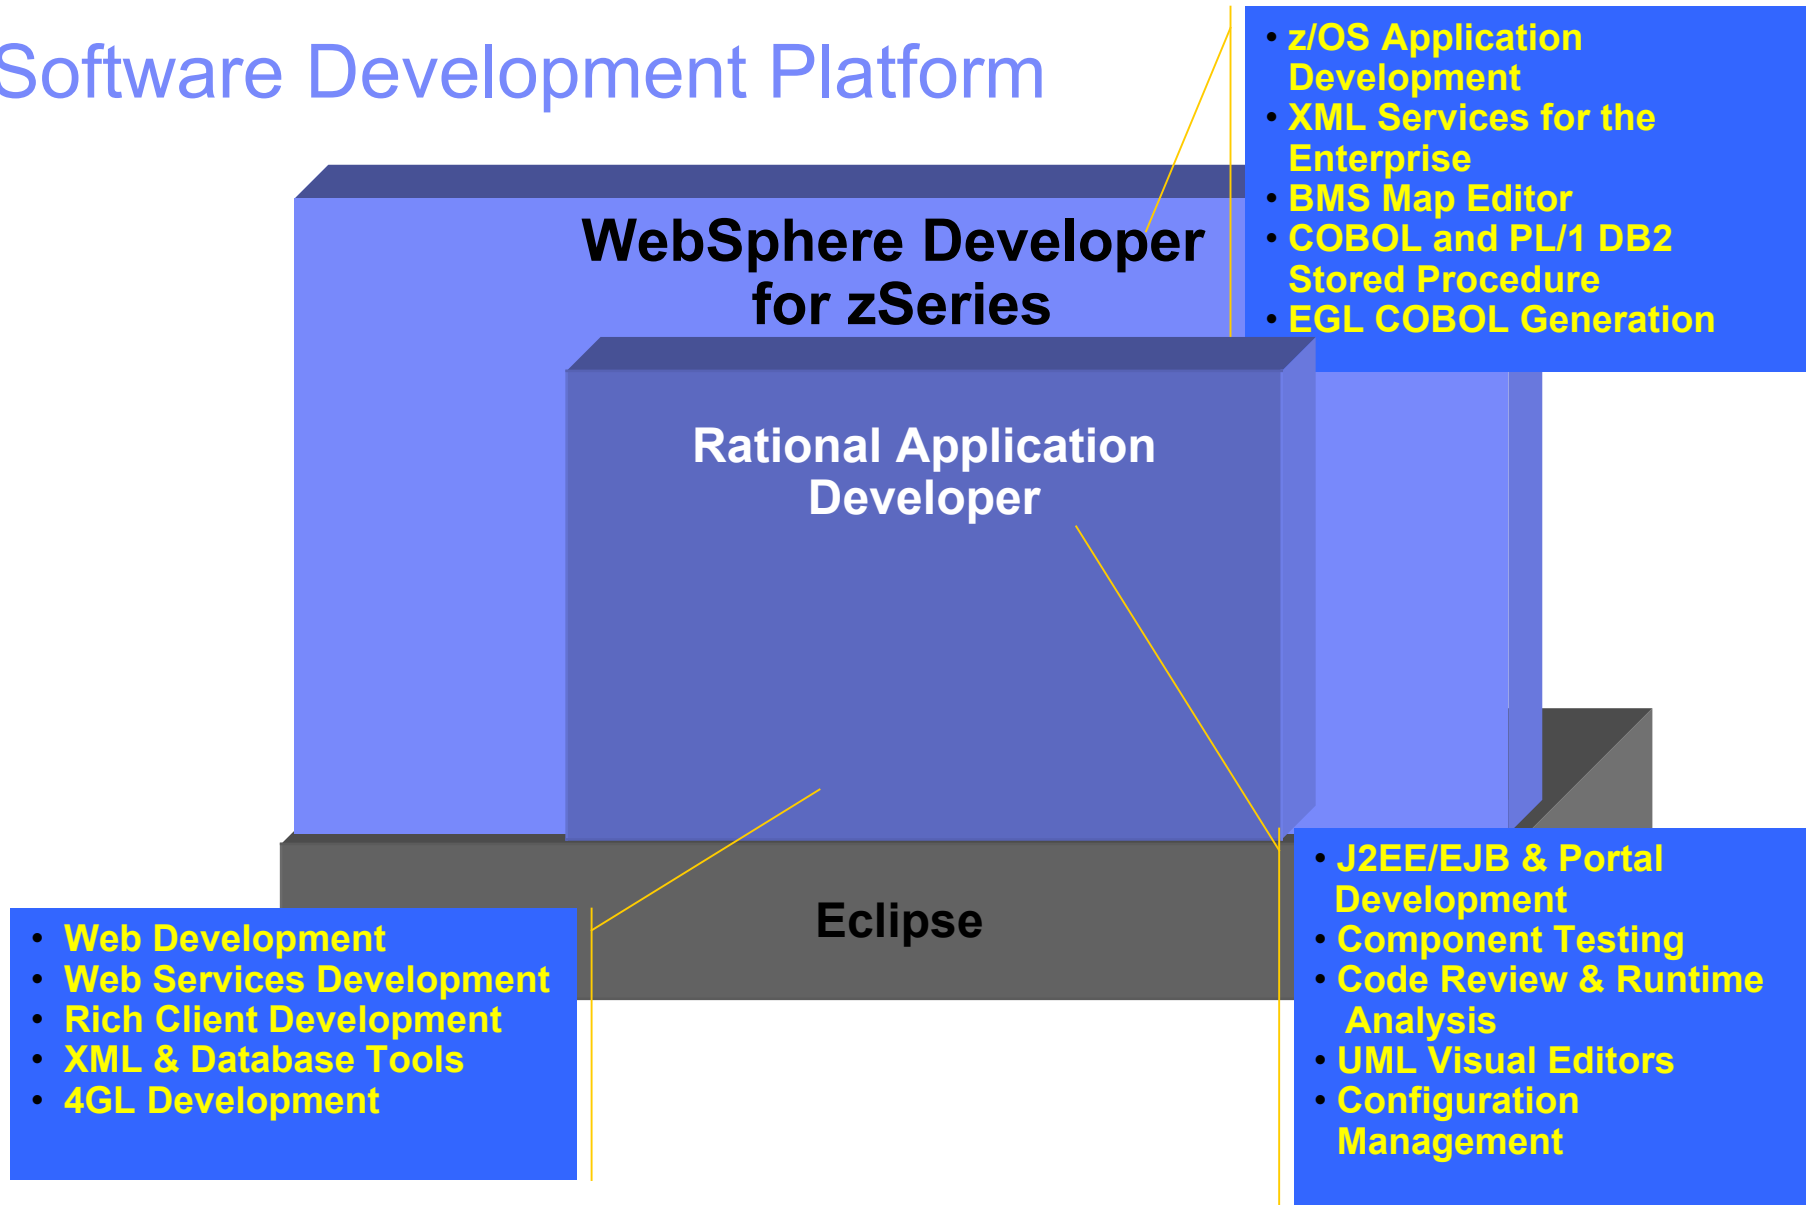 Software Development Platform
• z/OS Application
Development
• XML Services for the
Enterprise
• BMS Map Editor
• COBOL and PL/1 DB2
Stored Procedure
• EGL COBOL Generation
WebSphere Developer
for zSeries
Rational Application
Developer
Eclipse
• Web Development
• Web Services Development
• Rich Client Development
• XML & Database Tools
• 4GL Development
• J2EE/EJB & Portal
Development
• Component Testing
• Code Review & Runtime
Analysis
• UML Visual Editors
• Configuration
Management